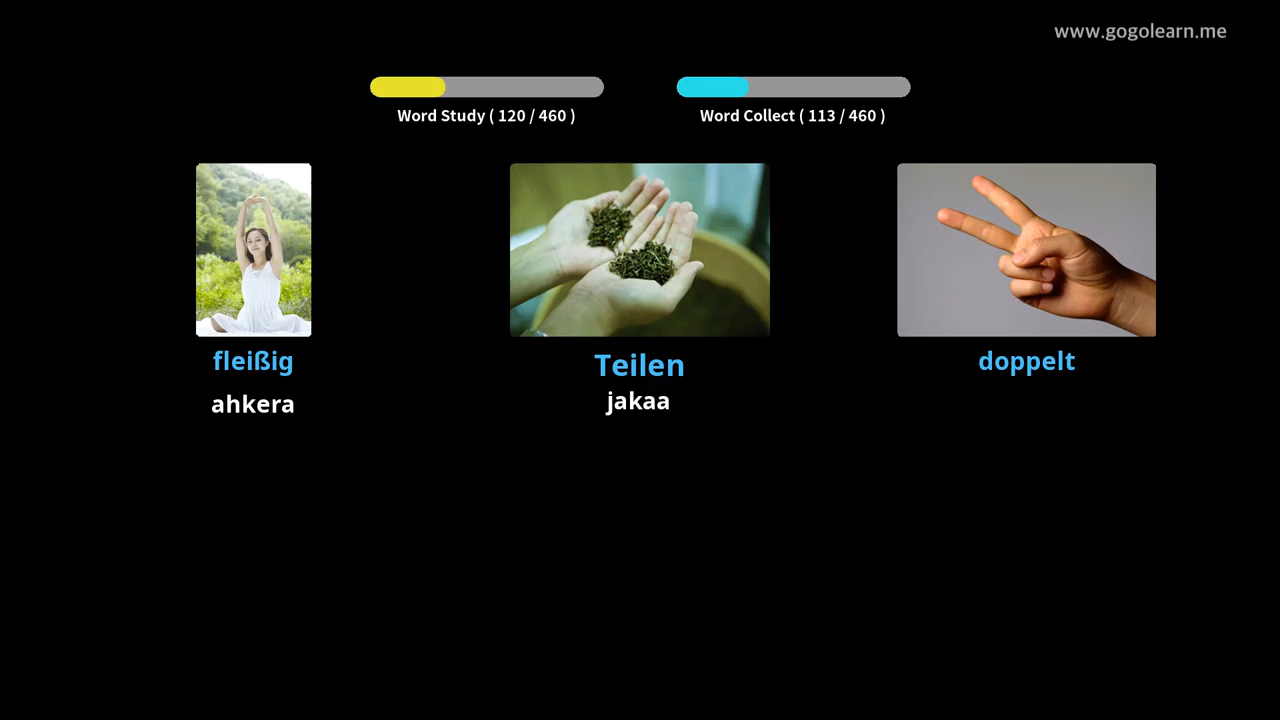 www.gogolearn.me
Word Study ( 120 / 460 )
Word Collect ( 113 / 460 )
fleißig
Teilen
doppelt
ahkera
jakaa